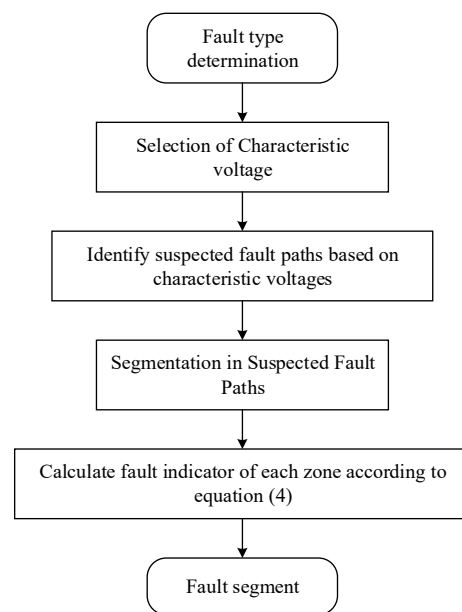 Fault type
determination
Selection of Characteristic
voltage
Identify suspected fault paths based on
characteristic voltages
Segmentation in Suspected Fault
Paths
Calculate fault indicator of each zone according to
equation (4)
Fault segment